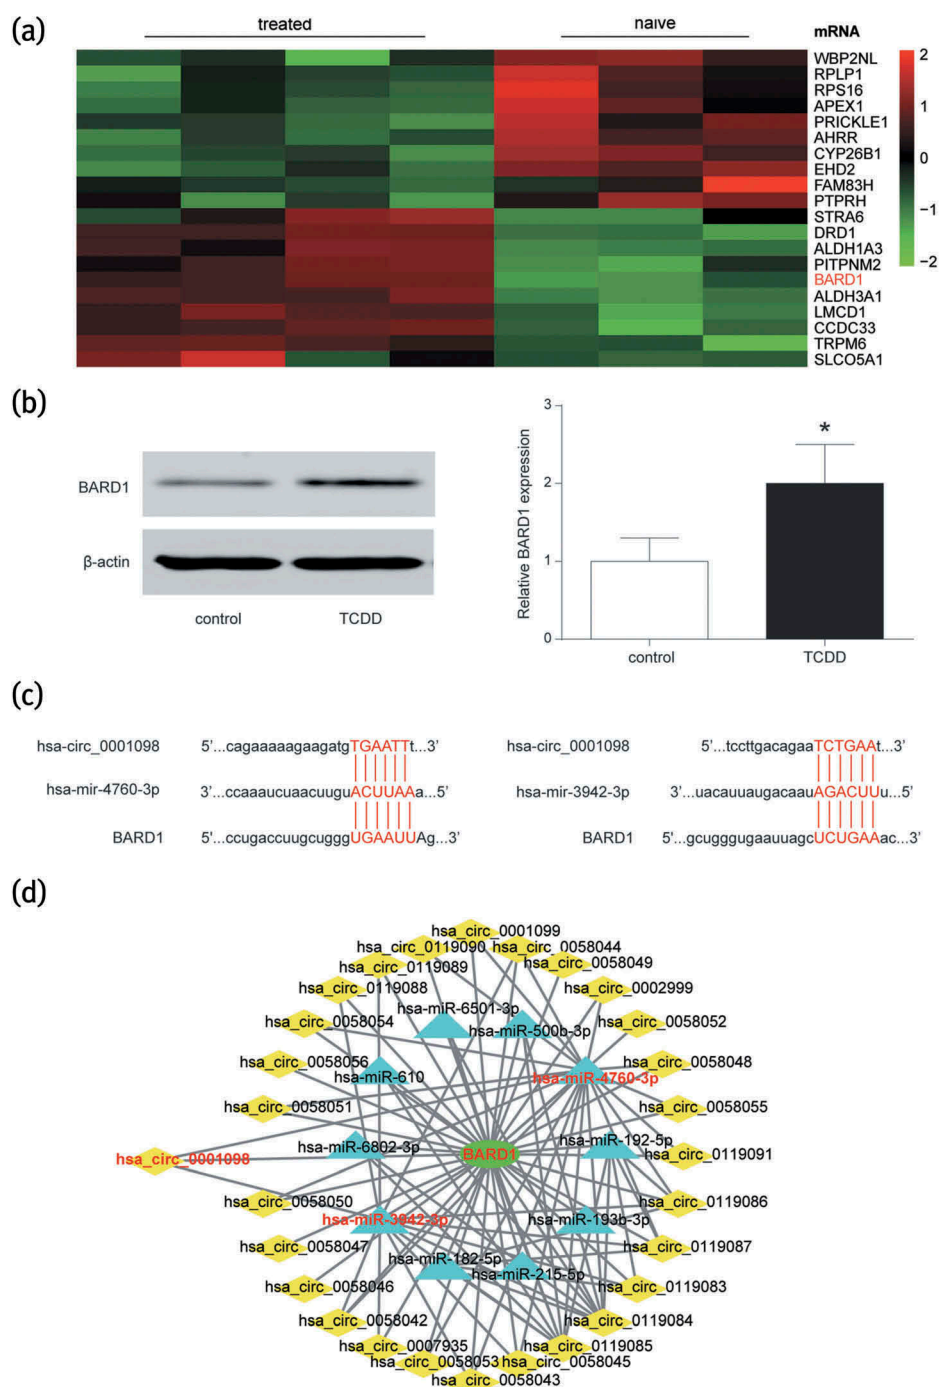 (a)
treated
naive
mRNA
WBP2NL
RPLP1
RPS16
APEX1
PRICKLE1
AHRR
CYP26B1
EHD2
FAM83H
PTPRH
STRA6
DRD1
ALDH1A3
PITPNM2
BARD1
ALDH3A1
LMCD1
CCDC33
TRPM6
SLCO5A1
2
1
0
−1
−2
(b)
BARD1
β-actin
control TCDD
Relative BARD1 expression
3
2
1
0
*
control TCDD
(c)
hsa-circ_0001098 5’...cagaaaaagaagatgTGAATTt...3’
hsa-mir-4760-3p 3’...ccaaaucuaacuuguACUUAAa...5’
BARD1 5’...ccugaccuugcugggUGAAUUAg...3’
hsa-circ_0001098 5’...tccttgacagaaTCTGAAt...3’
hsa-mir-3942-3p 3’...uacauuaugacaauAGACUUu...5’
BARD1 5’...gcugggugaauuagcUCUGAAac...3’
(d)
hsa_circ_0001099
hsa_circ_0119090
hsa_circ_0058044
hsa_circ_0119089
hsa_circ_0058049
hsa_circ_0119088
hsa_circ_0002999
hsa-miR-6501-3p
hsa_circ_0058054
hsa-miR-500b-3p
hsa_circ_0058052
hsa_circ_0058056
hsa-miR-610
hsa-miR-4760-3p
hsa_circ_0058048
hsa_circ_0058051
hsa_circ_0058055
hsa-miR-6802-3p
hsa-miR-192-5p
hsa_circ_0001098
BARD1
hsa_circ_0119091
hsa_circ_0058050
hsa_circ_0119086
hsa-miR-3942-3p
hsa-miR-193b-3p
hsa_circ_0058047
hsa_circ_0119087
hsa-miR-182-5p
hsa-miR-215-5p
hsa_circ_0058046
hsa_circ_0119083
hsa_circ_0058042
hsa_circ_0119084
hsa_circ_0007935
hsa_circ_0119085
hsa_circ_0058053
hsa_circ_0058045
hsa_circ_0058043